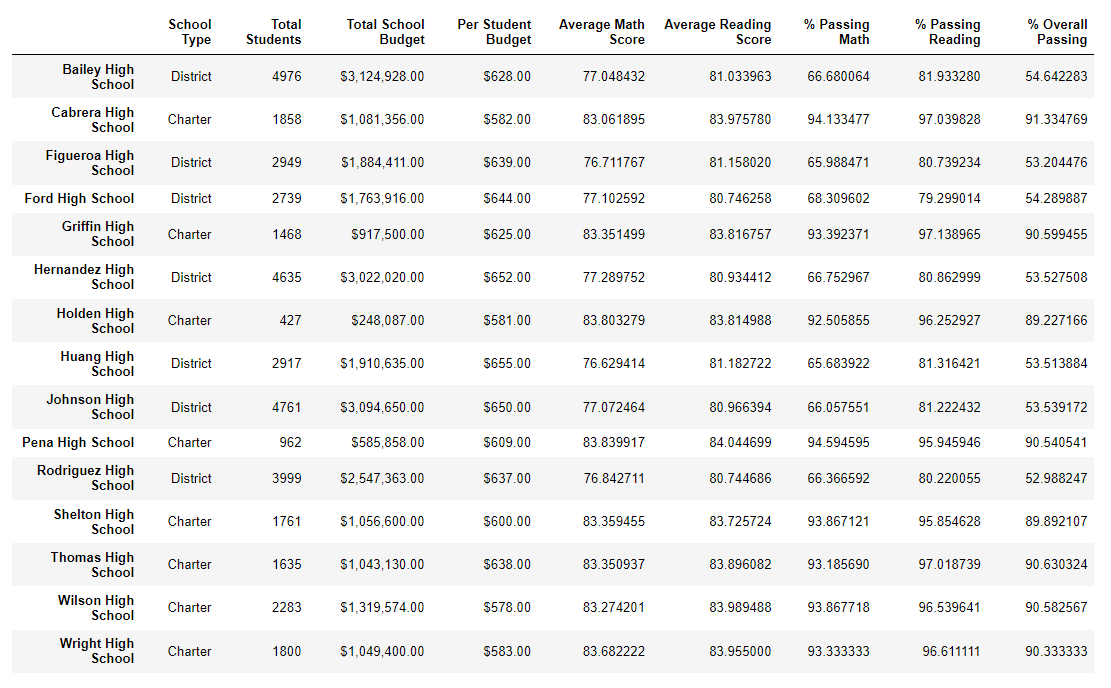 School Type Total Students Total School Budget Per Student Budget Average Math Score Average Reading Score % Passing Math % Passing Reading % Overall Passing
Bailey High School District 4976 $3,124,928.00 $628.00 77.048432 81.033963 66.680064 81.933280 54.642283
Cabrera High School Charter 1858 $1,081,356.00 $582.00 83.061895 83.975780 94.133477 97.039828 91.334769
Figueroa High School District 2949 $1,884,411.00 $639.00 76.711767 81.158020 65.988471 80.739234 53.204476
Ford High School District 2739 $1,763,916.00 $644.00 77.102592 80.746258 68.309602 79.299014 54.289887
Griffin High School Charter 1468 $917,500.00 $625.00 83.351499 83.816757 93.392371 97.138965 90.599455
Hernandez High School District 4635 $3,022,020.00 $652.00 77.289752 80.934412 66.752967 80.862999 53.527508
Holden High School Charter 427 $248,087.00 $581.00 83.803279 83.814988 92.505855 96.252927 89.227166
Huang High School District 2917 $1,910,635.00 $655.00 76.629414 81.182722 65.683922 81.316421 53.513884
Johnson High School District 4761 $3,094,650.00 $650.00 77.072464 80.966394 66.057551 81.222432 53.539172
Pena High School Charter 962 $585,858.00 $609.00 83.839917 84.044699 94.594595 95.945946 90.540541
Rodriguez High School District 3999 $2,547,363.00 $637.00 76.842711 80.744686 66.366592 80.220055 52.988247
Shelton High School Charter 1761 $1,056,600.00 $600.00 83.359455 83.725724 93.867121 95.854628 89.892107
Thomas High School Charter 1635 $1,043,130.00 $638.00 83.350937 83.896082 93.185690 97.018739 90.630324
Wilson High School Charter 2283 $1,319,574.00 $578.00 83.274201 83.989488 93.867718 96.539641 90.582567
Wright High School Charter 1800 $1,049,400.00 $583.00 83.682222 83.955000 93.333333 96.611111 90.333333